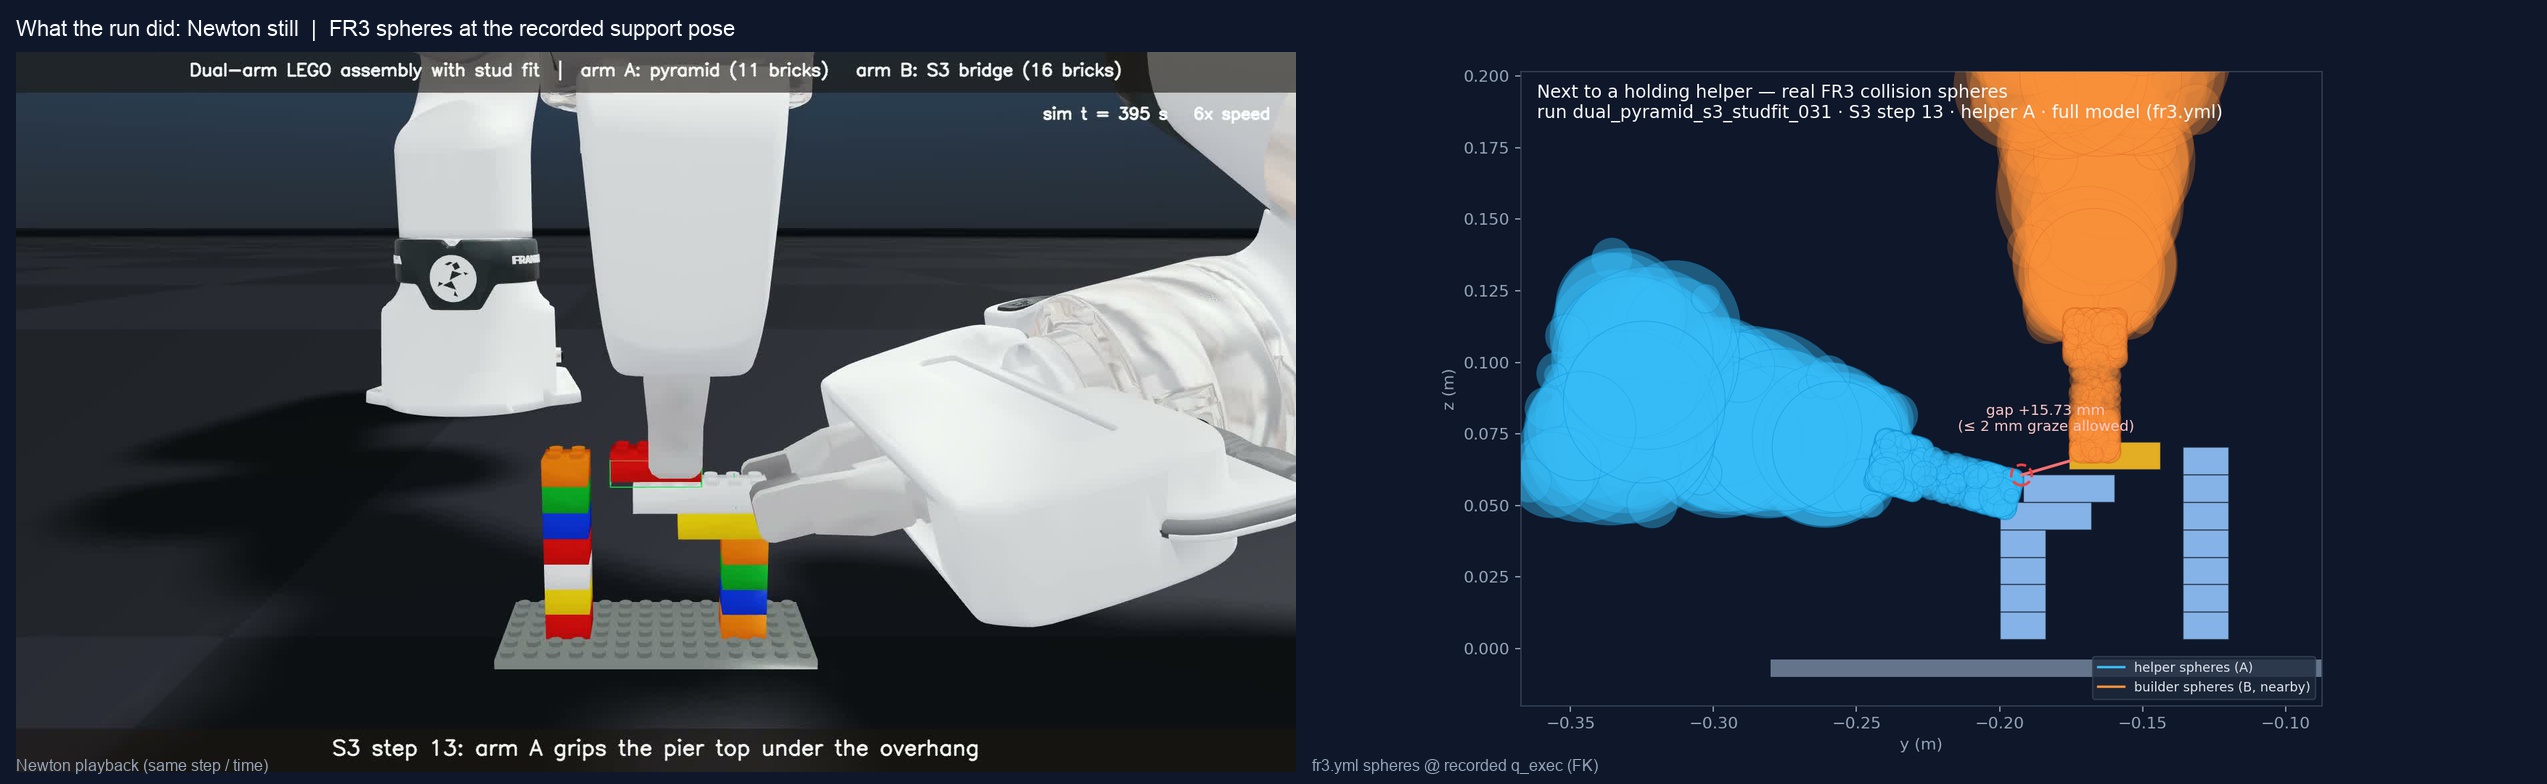 What the run did: Newton still | FR3 spheres at the recorded support pose
Dual-arm LEGO assembly with stud fit | arm A: pyramid (11 bricks) arm B: S3 bridge (16 bricks)
sim t = 395 s 6x speed
S3 step 13: arm A grips the pier top under the overhang
Newton playback (same step / time)
Next to a holding helper — real FR3 collision spheres
run dual_pyramid_s3_studfit_031 · S3 step 13 · helper A · full model (fr3.yml)
0.200
0.175
0.150
0.125
0.100
0.075
0.050
0.025
0.000
z (m)
gap +15.73 mm
(≤ 2 mm graze allowed)
helper spheres (A)
builder spheres (B, nearby)
−0.35 −0.30 −0.25 −0.20 −0.15 −0.10
y (m)
fr3.yml spheres @ recorded q_exec (FK)